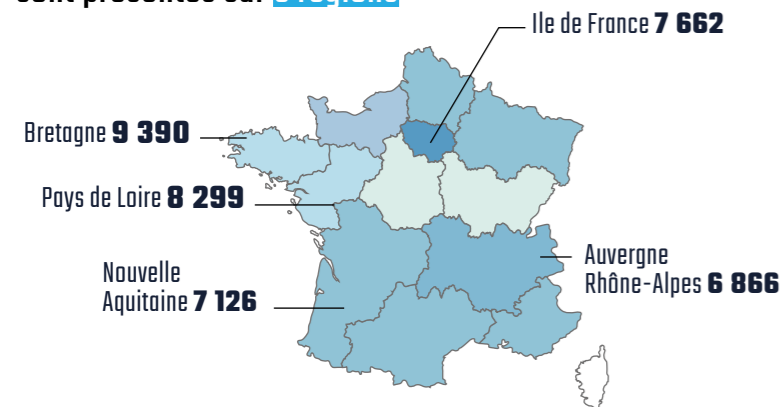 Ile de France 7 662
Bretagne 9 390
Pays de Loire 8 299
Nouvelle
Aquitaine 7 126
Auvergne
Rhône-Alpes 6 866